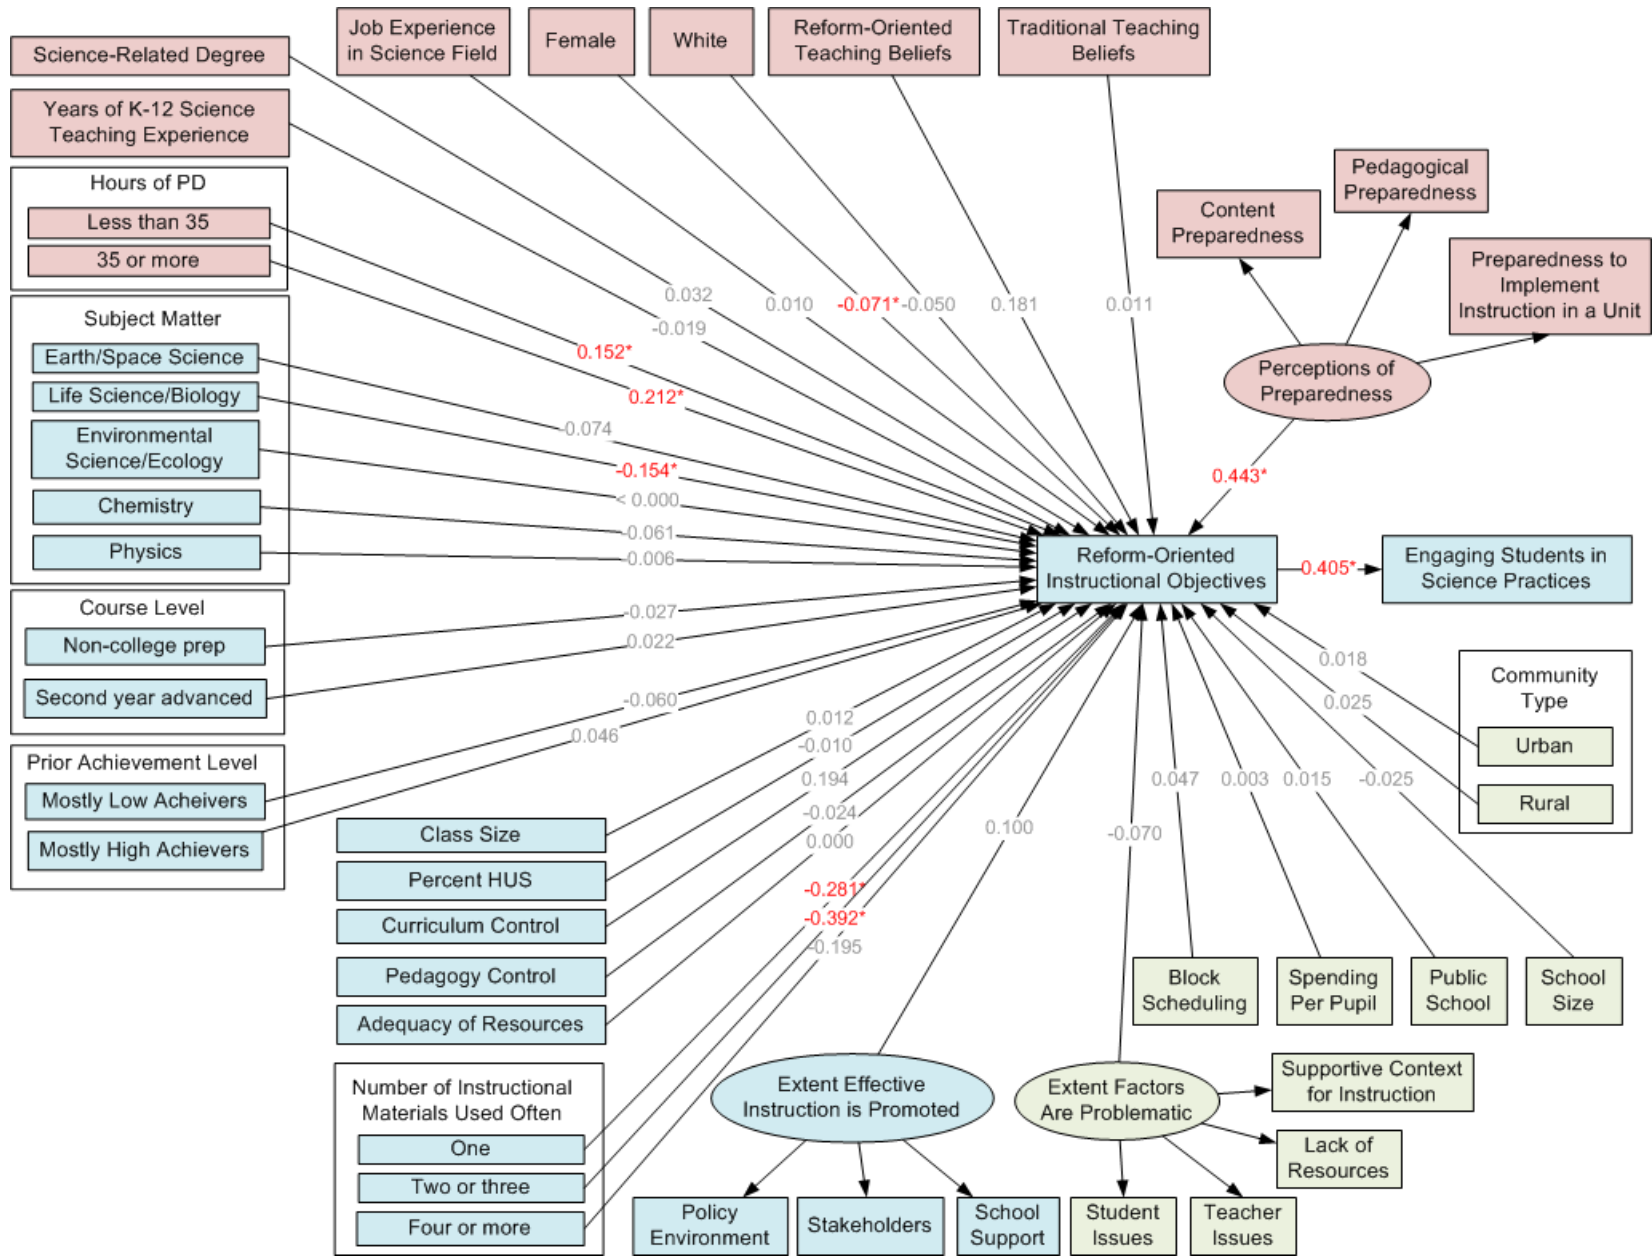 Science-Related Degree
Job Experience
in Science Field
Female
White
Reform-Oriented
Teaching Beliefs
Traditional Teaching
Beliefs
Years of K-12 Science
Teaching Experience
Hours of PD
Less than 35
35 or more
Subject Matter
Earth/Space Science
Life Science/Biology
Environmental
Science/Ecology
Chemistry
Physics
Course Level
Non-college prep
Second year advanced
Prior Achievement Level
Mostly Low Acheivers
Mostly High Achievers
Content
Preparedness
Pedagogical
Preparedness
Preparedness to
Implement
Instruction in a Unit
Perceptions of
Preparedness
0.032
-0.019
0.010
-0.071*
-0.050
0.181
0.011
0.152*
0.212*
-0.074
-0.154*
< 0.000
-0.061
-0.006
-0.027
0.022
-0.060
0.046
0.443*
Reform-Oriented
Instructional Objectives
0.405*
Engaging Students in
Science Practices
0.012
-0.010
0.194
-0.024
0.000
-0.281*
-0.392*
-0.195
0.100
-0.070
0.047
0.003
0.015
-0.025
0.018
0.025
Community
Type
Urban
Rural
Class Size
Percent HUS
Curriculum Control
Pedagogy Control
Adequacy of Resources
Number of Instructional
Materials Used Often
One
Two or three
Four or more
Block
Scheduling
Spending
Per Pupil
Public
School
School
Size
Extent Effective
Instruction is Promoted
Policy
Environment
Stakeholders
School
Support
Extent Factors
Are Problematic
Supportive Context
for Instruction
Lack of
Resources
Student
Issues
Teacher
Issues